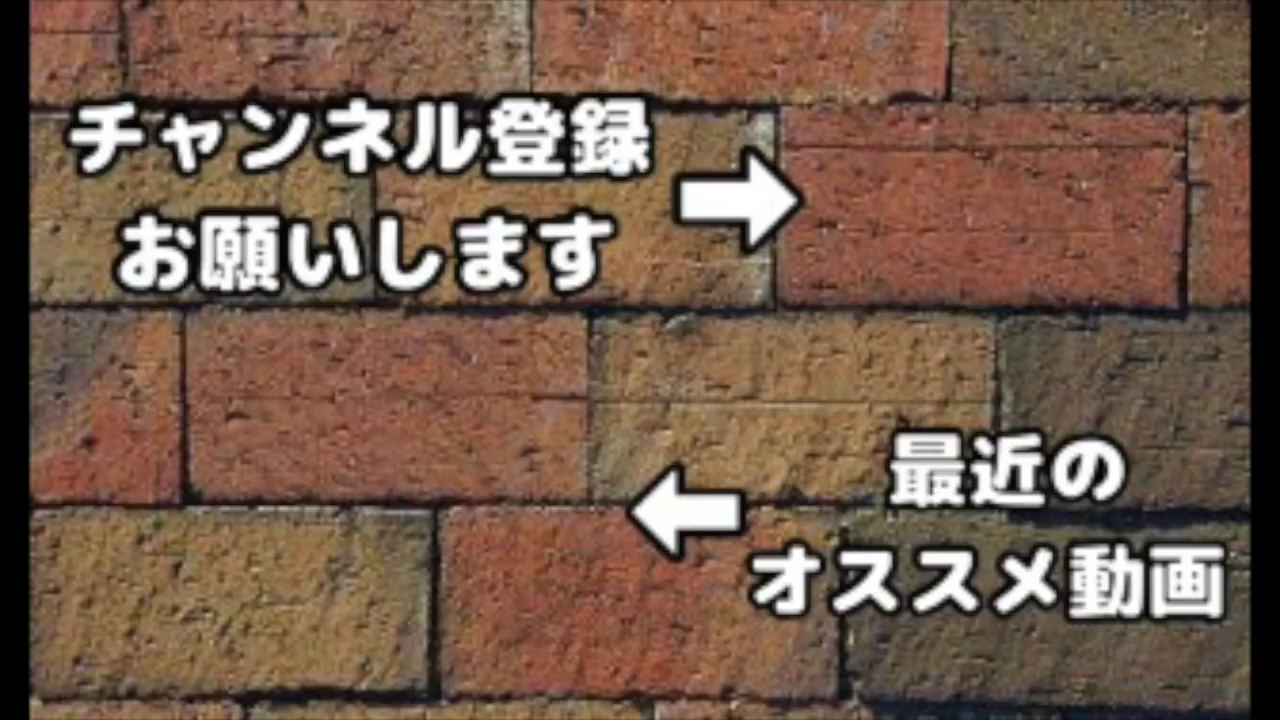 チャンネル登録
お願いします
最近の
オススメ動画